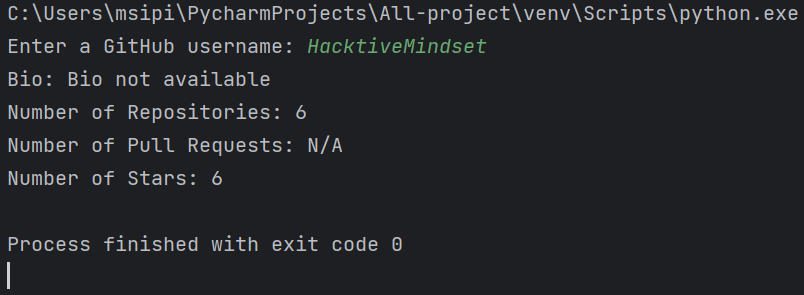 C:\Users\msipi\PycharmProjects\All-project\venv\Scripts\python.exe
Enter a GitHub username: HacktiveMindset
Bio: Bio not available
Number of Repositories: 6
Number of Pull Requests: N/A
Number of Stars: 6
Process finished with exit code 0